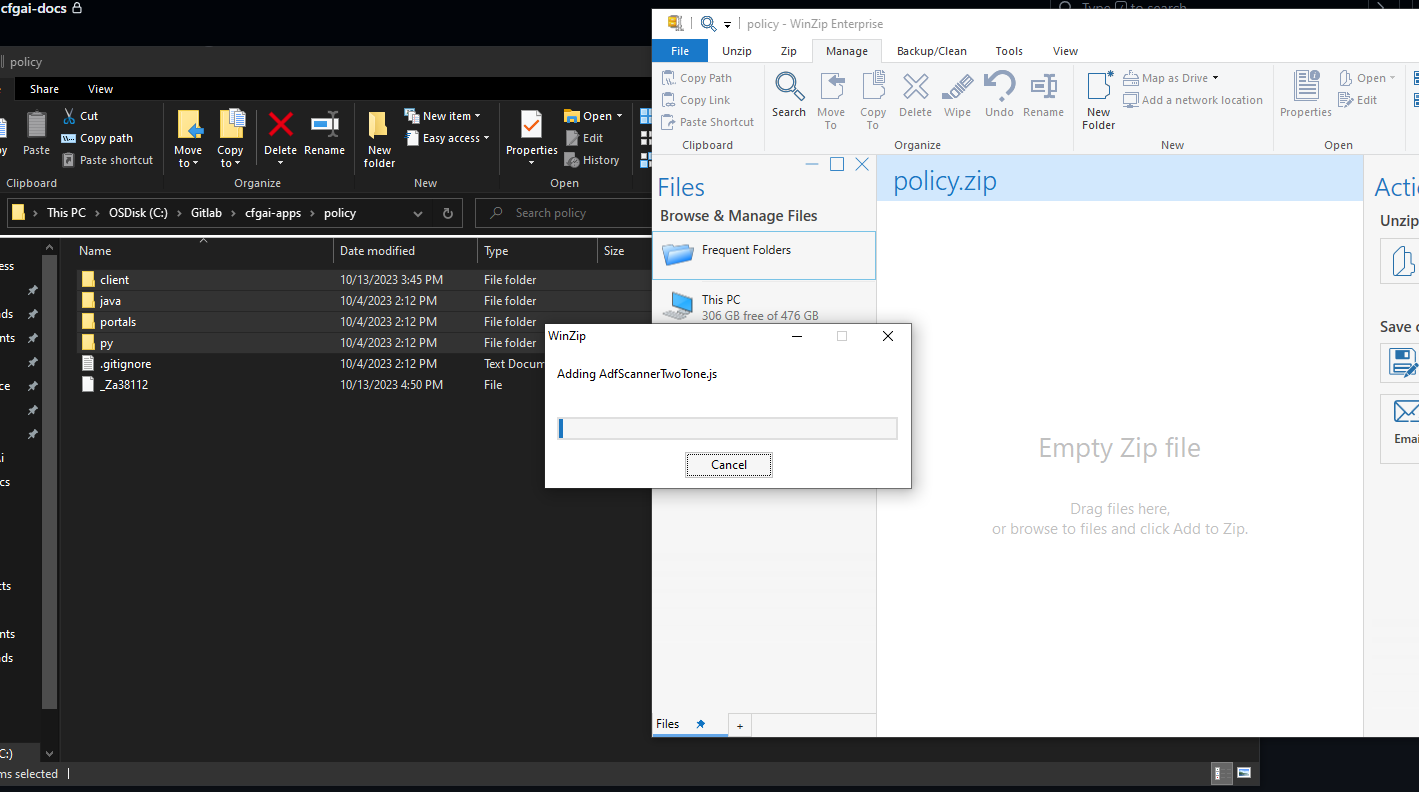 cfgai-docs
Type / to search
policy
Share View
Cut
Copy path
Paste shortcut
Paste
Clipboard
Move to
Copy to
Delete
Rename
Organize
New folder
New item
Easy access
New
Properties
Open
Edit
History
Open
This PC > OSDisk (C:) > Gitlab > cfgai-apps > policy
Search policy
Name Date modified Type Size
client 10/13/2023 3:45 PM File folder
java 10/4/2023 2:12 PM File folder
portals 10/4/2023 2:12 PM File folder
py 10/4/2023 2:12 PM File folder
.gitignore 10/4/2023 2:12 PM Text Docum
_Za38112 10/13/2023 4:50 PM File
ess
ds
nts
ce
.i
cs
cts
nts
ds
C:)
ms selected
policy - WinZip Enterprise
File Unzip Zip Manage Backup/Clean Tools View
Copy Path
Copy Link
Paste Shortcut
Clipboard
Search
Move To
Copy To
Delete
Wipe
Undo
Rename
Organize
New Folder
Map as Drive
Add a network location
New
Properties
Open
Edit
Open
Files
Browse & Manage Files
Frequent Folders
This PC
306 GB free of 476 GB
Files +
policy.zip
Empty Zip file
Drag files here,
or browse to files and click Add to Zip.
Acti
Unzip
Save o
Emai
WinZip
Adding AdfScannerTwoTone.js
Cancel